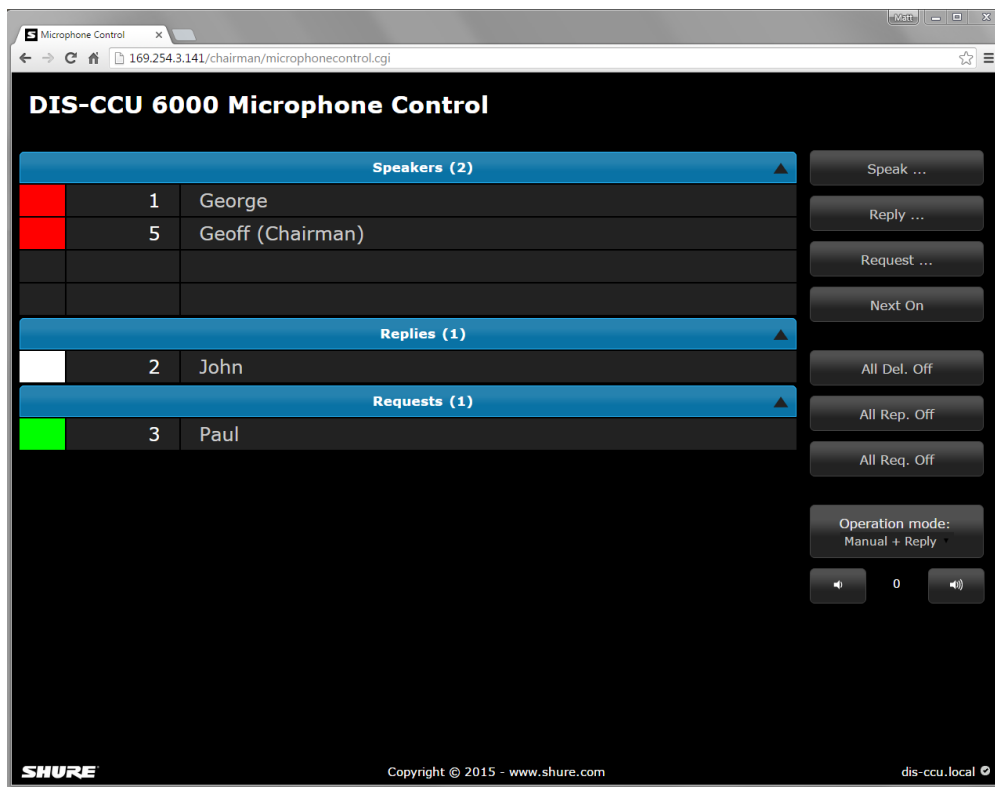 Matt
Microphone Control
169.254.3.141/chairman/microphonecontrol.cgi
DIS-CCU 6000 Microphone Control
Speakers (2)
1 George
5 Geoff (Chairman)
Replies (1)
2 John
Requests (1)
3 Paul
Speak ...
Reply ...
Request ...
Next On
All Del. Off
All Rep. Off
All Req. Off
Operation mode:
Manual + Reply
0
SHURE
Copyright © 2015 - www.shure.com
dis-ccu.local